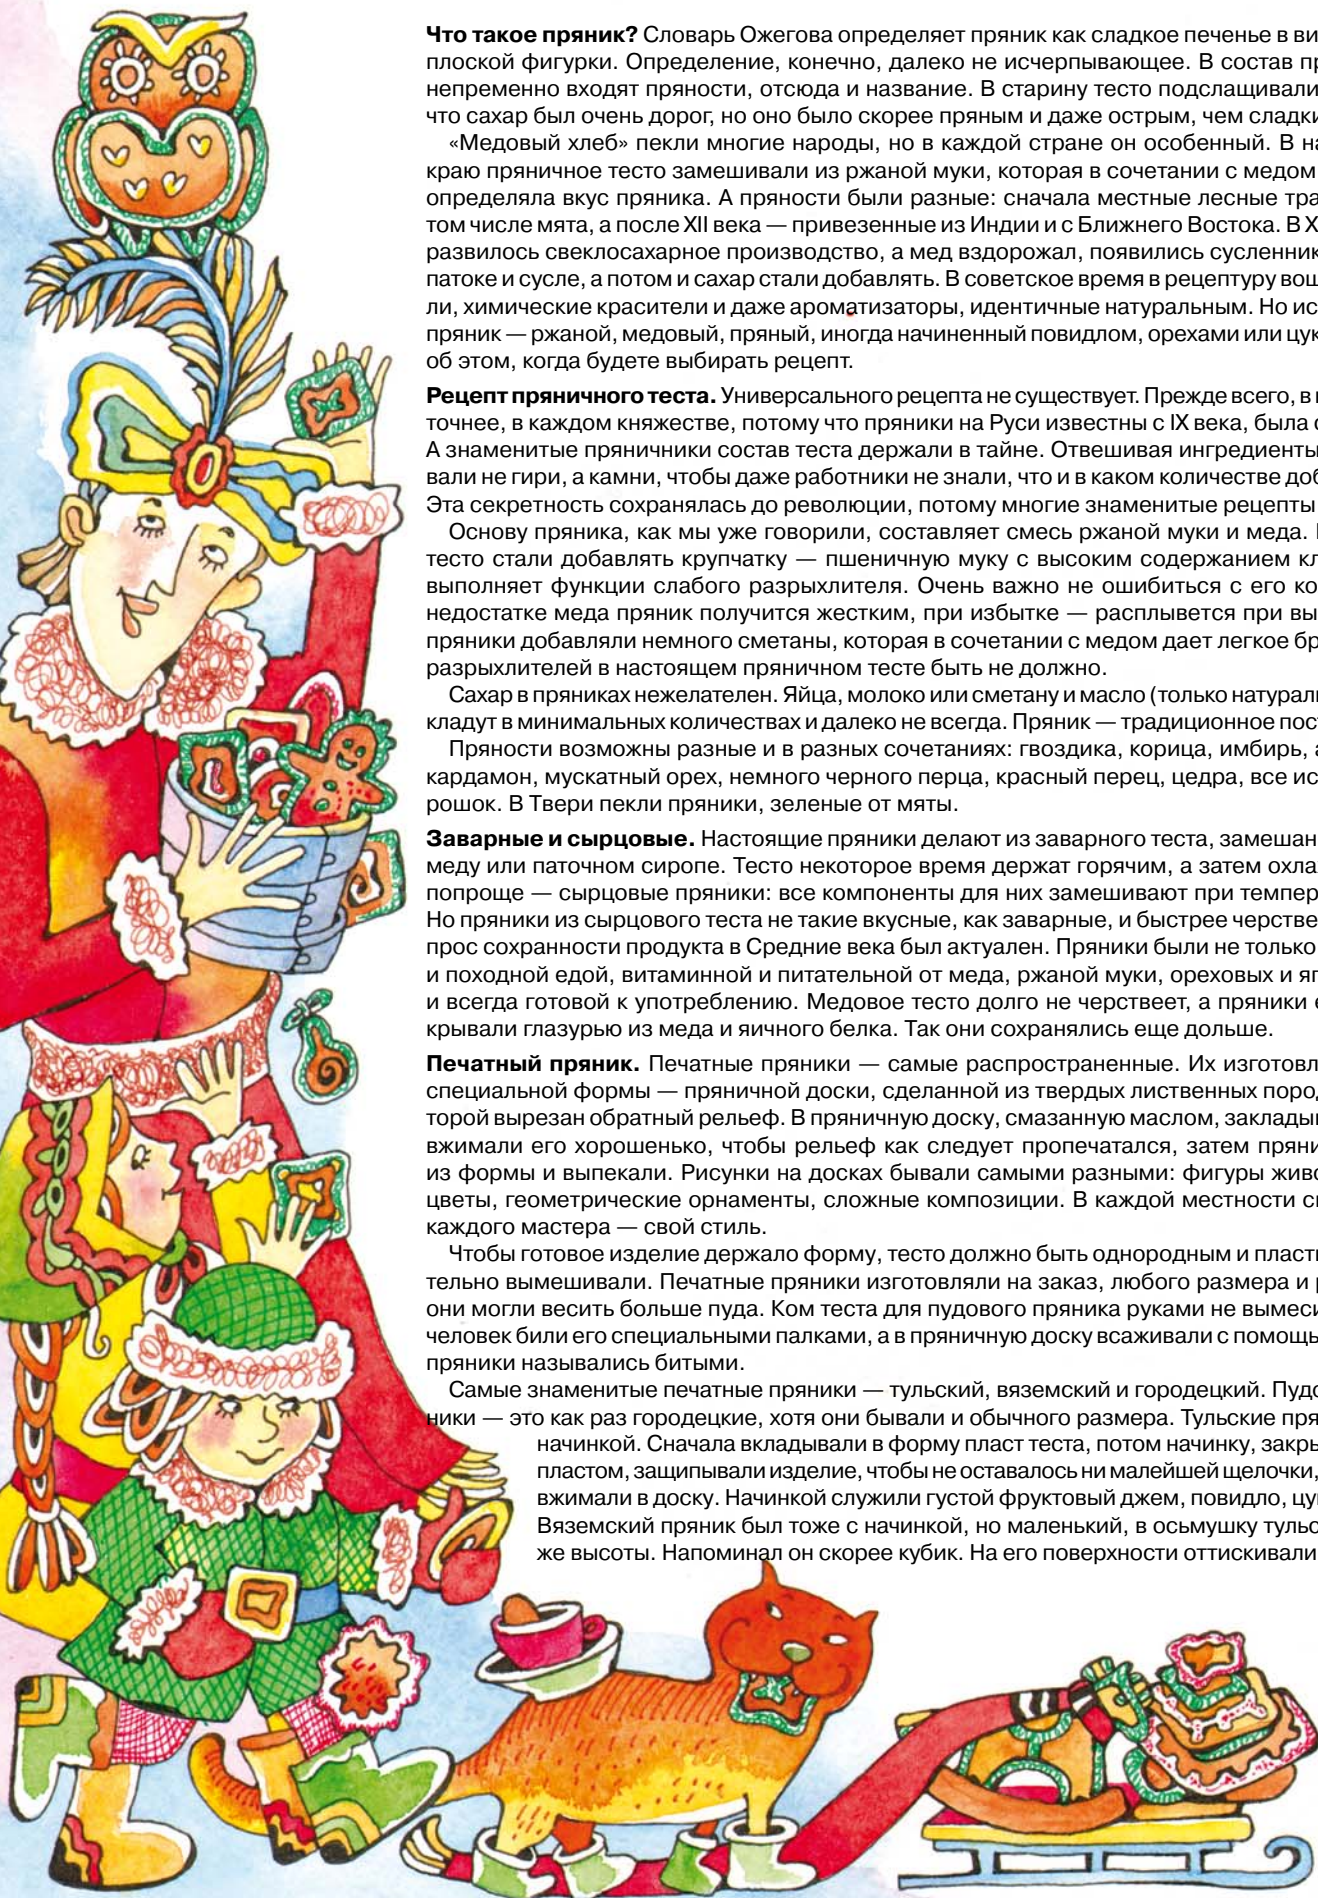 Что такое пряник? Словарь Ожегова определяет пряник как сладкое печенье в ви
плоской фигурки. Определение, конечно, далеко не исчерпывающее. В состав пр
непременно входят пряности, отсюда и название. В старину тесто подслащивали
что сахар был очень дорог, но оно было скорее пряным и даже острым, чем сладки
«Медовый хлеб» пекли многие народы, но в каждой стране он особенный. В на
краю пряничное тесто замешивали из ржаной муки, которая в сочетании с медом
определяла вкус пряника. А пряности были разные: сначала местные лесные тра
том числе мята, а после XII века — привезенные из Индии и с Ближнего Востока. В X
развилось свеклосахарное производство, а мед вздорожал, появились сусленник
патоке и сусле, а потом и сахар стали добавлять. В советское время в рецептуру вош
ли, химические красители и даже ароматизаторы, идентичные натуральным. Но ис
пряник — ржаной, медовый, пряный, иногда начиненный повидлом, орехами или цук
об этом, когда будете выбирать рецепт.
Рецепт пряничного теста. Универсального рецепта не существует. Прежде всего, в
точнее, в каждом княжестве, потому что пряники на Руси известны с IX века, была с
А знаменитые пряничники состав теста держали в тайне. Отвешивая ингредиенты
вали не гири, а камни, чтобы даже работники не знали, что и в каком количестве доб
Эта секретность сохранялась до революции, потому многие знаменитые рецепты
Основу пряника, как мы уже говорили, составляет смесь ржаной муки и меда.
тесто стали добавлять крупчатку — пшеничную муку с высоким содержанием кл
выполняет функции слабого разрыхлителя. Очень важно не ошибиться с его ко
недостатке меда пряник получится жестким, при избытке — расплывется при вы
пряники добавляли немного сметаны, которая в сочетании с медом дает легкое бр
разрыхлителей в настоящем пряничном тесте быть не должно.
Сахар в пряниках нежелателен. Яйца, молоко или сметану и масло (только натурали
кладут в минимальных количествах и далеко не всегда. Пряник — традиционное пост
Пряности возможны разные и в разных сочетаниях: гвоздика, корица, имбирь, а
кардамон, мускатный орех, немного черного перца, красный перец, цедра, все ис
рошок. В Твери пекли пряники, зеленые от мяты.
Заварные и сырцовые. Настоящие пряники делают из заварного теста, замешан
меду или паточном сиропе. Тесто некоторое время держат горячим, а затем охла
попроще — сырцовые пряники: все компоненты для них замешивают при темпер
Но пряники из сырцового теста не такие вкусные, как заварные, и быстрее черстве
прос сохранности продукта в Средние века был актуален. Пряники были не только
и походной едой, витаминной и питательной от меда, ржаной муки, ореховых и яг
и всегда готовой к употреблению. Медовое тесто долго не черствеет, а пряники е
крывали глазурью из меда и яичного белка. Так они сохранялись еще дольше.
Печатный пряник. Печатные пряники — самые распространенные. Их изготовл
специальной формы — пряничной доски, сделанной из твердых лиственных пород
торой вырезан обратный рельеф. В пряничную доску, смазанную маслом, закладыв
вжимали его хорошенько, чтобы рельеф как следует пропечатался, затем пряни
из формы и выпекали. Рисунки на досках бывали самыми разными: фигуры живо
цветы, геометрические орнаменты, сложные композиции. В каждой местности с
каждого мастера — свой стиль.
Чтобы готовое изделие держало форму, тесто должно быть однородным и пласти
тельно вымешивали. Печатные пряники изготовляли на заказ, любого размера и
они могли весить больше пуда. Ком теста для пудового пряника руками не вымеси
человек били его специальными палками, а в пряничную доску всаживали с помощь
пряники назывались битыми.
Самые знаменитые печатные пряники — тульский, вяземский и городецкий. Пудо
ники — это как раз городецкие, хотя они бывали и обычного размера. Тульские пря
начинкой. Сначала вкладывали в форму пласт теста, потом начинку, закры
пластом, защипывали изделие, чтобы не оставалось ни малейшей щелочки,
вжимали в доску. Начинкой служили густой фруктовый джем, повидло, цук
Вяземский пряник был тоже с начинкой, но маленький, в осьмушку тульс
же высоты. Напоминал он скорее кубик. На его поверхности оттискивали